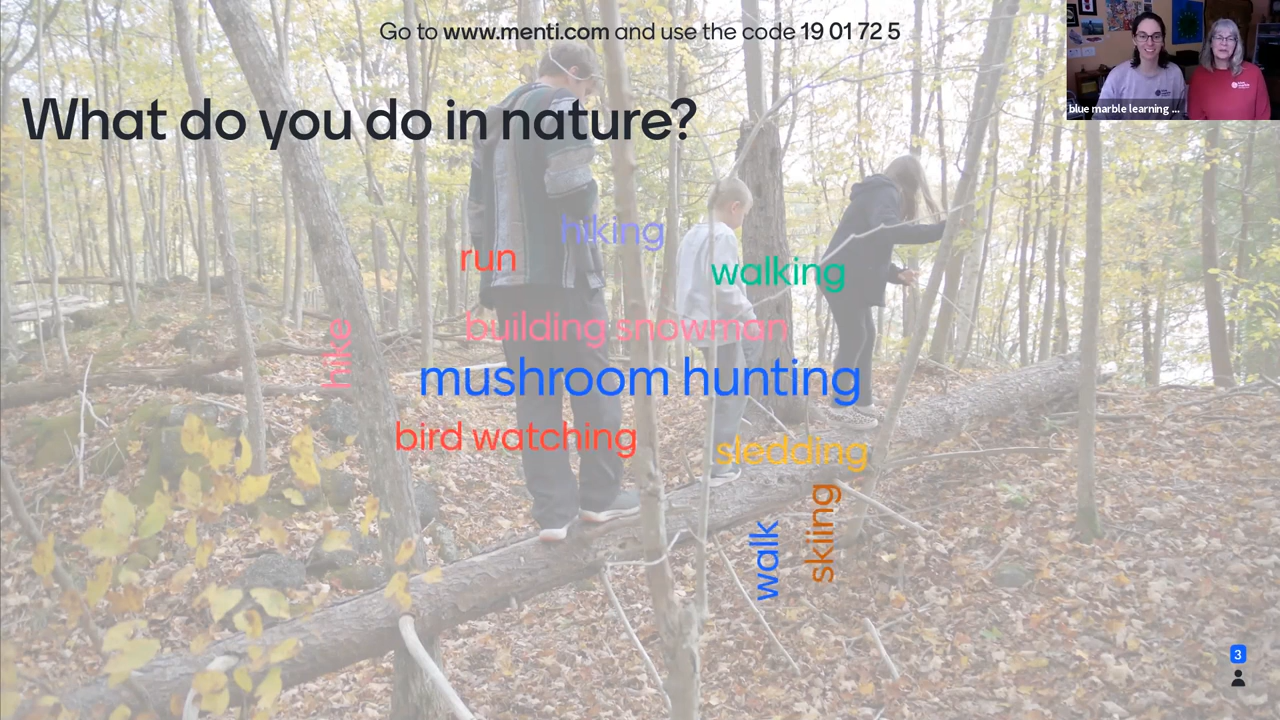 Go to www.menti.com and use the code 19 01 72 5
What do you do in nature?
blue marble learning ...
hiking
run
walking
building snowman
hike
mushroom hunting
bird watching
sledding
skiing
walk
3